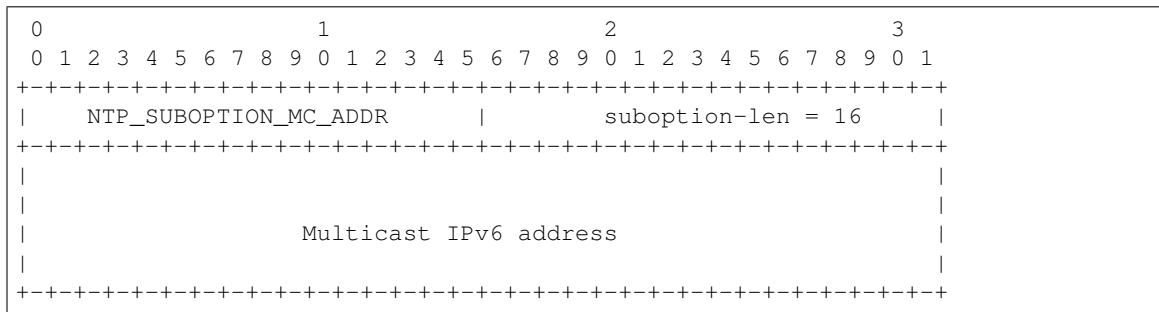 0                   1                   2                   3
 0 1 2 3 4 5 6 7 8 9 0 1 2 3 4 5 6 7 8 9 0 1 2 3 4 5 6 7 8 9 0 1
+-+-+-+-+-+-+-+-+-+-+-+-+-+-+-+-+-+-+-+-+-+-+-+-+-+-+-+-+-+-+-+-+
|    NTP_SUBOPTION_MC_ADDR      |        suboption-len = 16     |
+-+-+-+-+-+-+-+-+-+-+-+-+-+-+-+-+-+-+-+-+-+-+-+-+-+-+-+-+-+-+-+-+
|                                                               |
|                                                               |
|                   Multicast IPv6 address                      |
|                                                               |
+-+-+-+-+-+-+-+-+-+-+-+-+-+-+-+-+-+-+-+-+-+-+-+-+-+-+-+-+-+-+-+-+